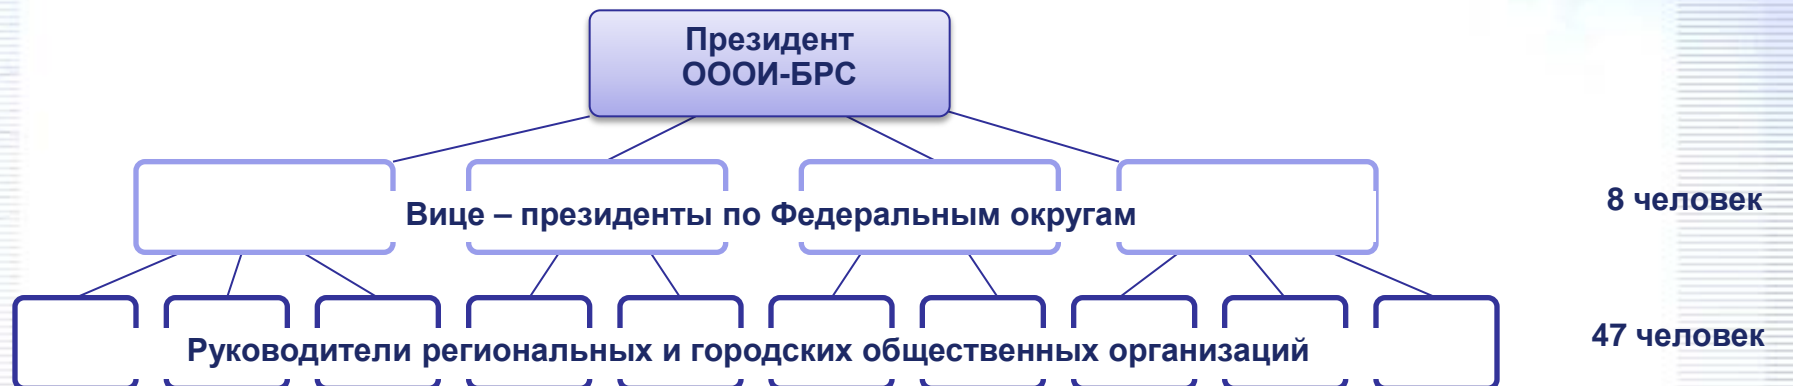 Президент
ОООИ-БРС
Вице – президенты по Федеральным округам
8 человек
Руководители региональных и городских общественных организаций
47 человек